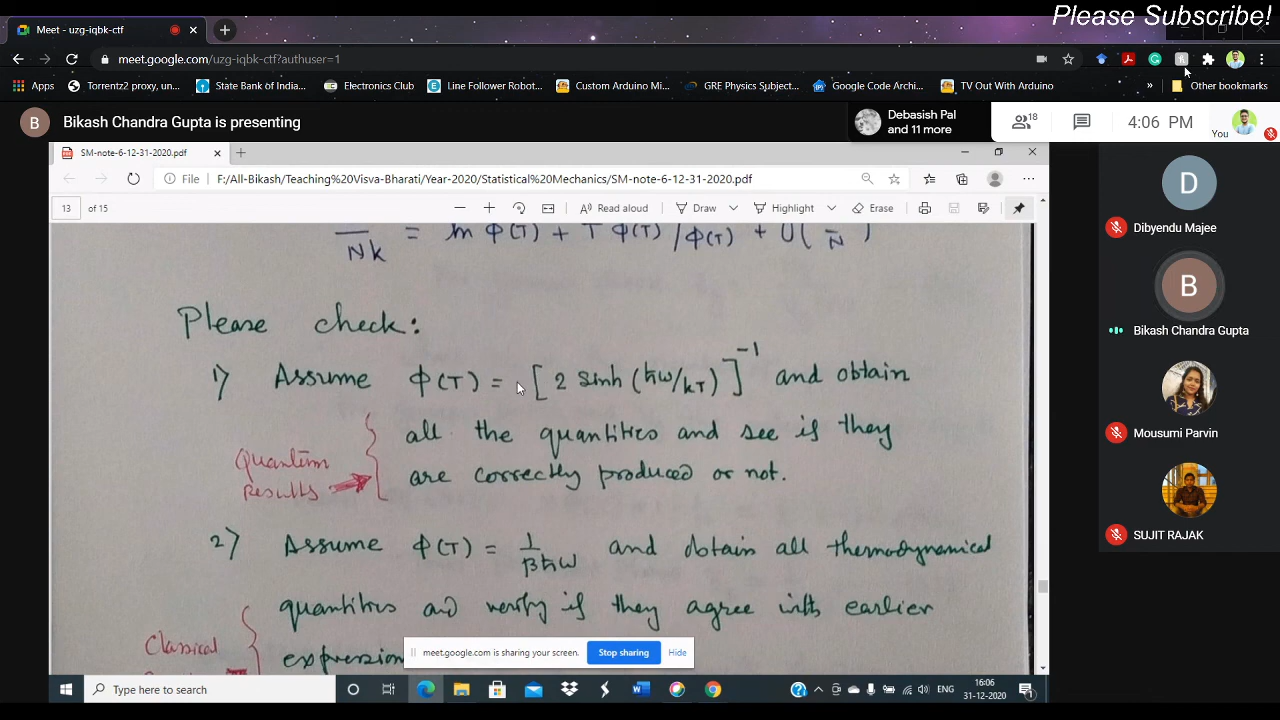 Please Subscribe!
Meet - uzg-iqbk-ctf
meet.google.com/uzg-iqbk-ctf?authuser=1
Apps Torrentz2 proxy, un... State Bank of India... Electronics Club Line Follower Robot... Custom Arduino Mi... GRE Physics Subject... Google Code Archi... TV Out With Arduino » Other bookmarks
B Bikash Chandra Gupta is presenting
Debasish Pal
and 11 more
18
4:06 PM
You
SM-note-6-12-31-2020.pdf
File F:/All-Bikash/Teaching%20Visva-Bharati/Year-2020/Statistical%20Mechanics/SM-note-6-12-31-2020.pdf
13 of 15 Read aloud Draw Highlight Erase
Nk = ln Φ(T) + T Φ(T) / Φ(T) + O( N )
Please check:
1) Assume Φ(T) = [ 2 sinh (ħω/kT) ]⁻¹ and obtain
all the quantities and see if they
are correctly produced or not.
Quantum
Results
2) Assume Φ(T) = 1/βħω and obtain all thermodynamical
quantities and verify if they agree with earlier
expression
Classical
meet.google.com is sharing your screen. Stop sharing Hide
D
Dibyendu Majee
B
Bikash Chandra Gupta
Mousumi Parvin
SUJIT RAJAK
Type here to search
ENG
16:06
31-12-2020